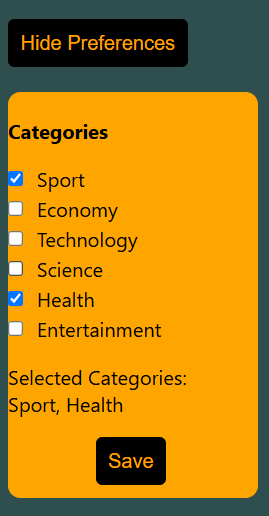 Hide Preferences
Categories
Sport
Economy
Technology
Science
Health
Entertainment
Selected Categories:
Sport, Health
Save